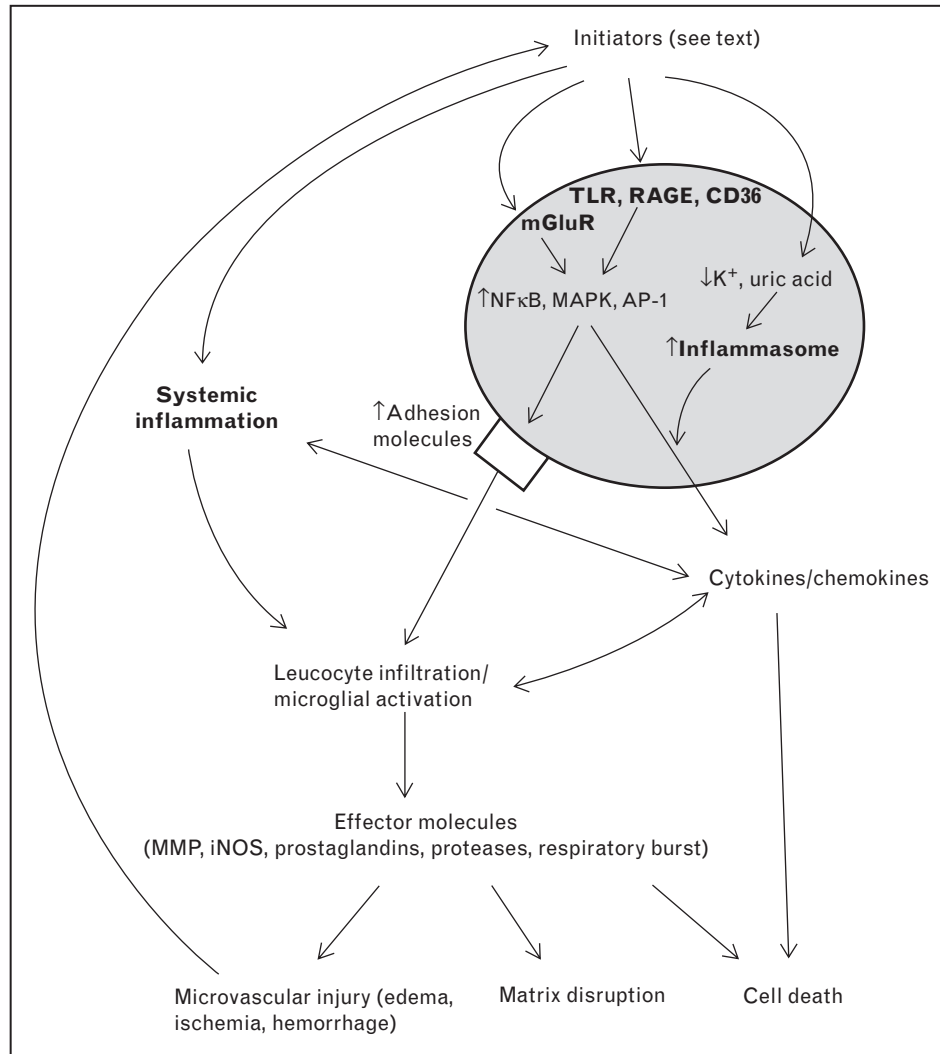 Initiators (see text)
TLR, RAGE, CD36
mGluR
↓K+, uric acid
↑NFκB, MAPK, AP-1
↑Inflammasome
Systemic
inflammation
↑Adhesion
molecules
Cytokines/chemokines
Leucocyte infiltration/
microglial activation
Effector molecules
(MMP, iNOS, prostaglandins, proteases, respiratory burst)
Microvascular injury (edema,
ischemia, hemorrhage)
Matrix disruption
Cell death